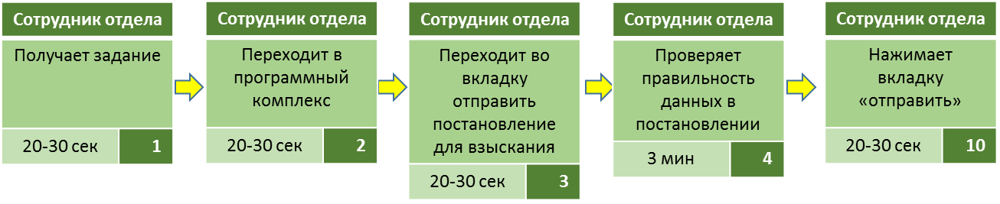 Сотрудник отдела
Получает задание
20-30 сек
1
Сотрудник отдела
Переходит в
программный
комплекс
20-30 сек
2
Сотрудник отдела
Переходит во
вкладку
отправить
постановление
для взыскания
20-30 сек
3
Сотрудник отдела
Проверяет
правильность
данных в
постановлении
3 мин
4
Сотрудник отдела
Нажимает
вкладку
«отправить»
20-30 сек
10